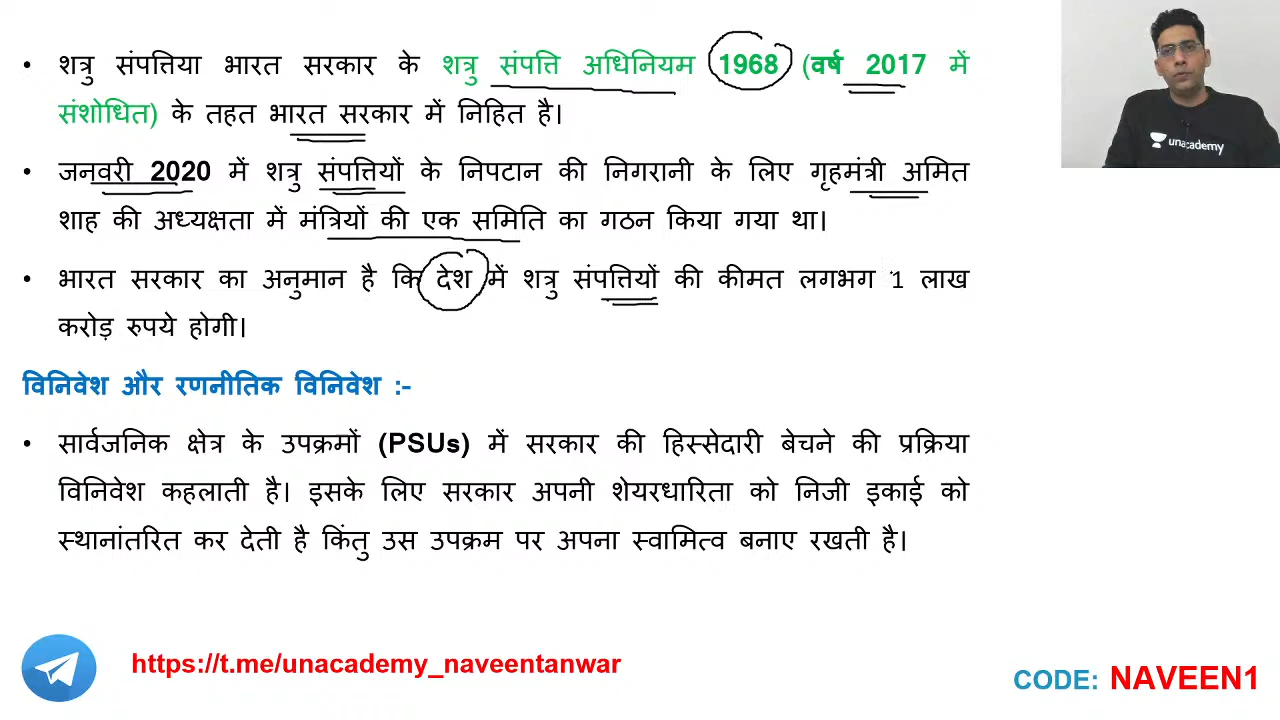 • शत्रु संपत्तिया भारत सरकार के शत्रु संपत्ति अधिनियम 1968 (वर्ष 2017 में
संशोधित) के तहत भारत सरकार में निहित है।
• जनवरी 2020 में शत्रु संपत्तियों के निपटान की निगरानी के लिए गृहमंत्री अमित
शाह की अध्यक्षता में मंत्रियों की एक समिति का गठन किया गया था।
• भारत सरकार का अनुमान है कि देश में शत्रु संपत्तियों की कीमत लगभग 1 लाख
करोड़ रुपये होगी।
विनिवेश और रणनीतिक विनिवेश :-
• सार्वजनिक क्षेत्र के उपक्रमों (PSUs) में सरकार की हिस्सेदारी बेचने की प्रक्रिया
विनिवेश कहलाती है। इसके लिए सरकार अपनी शेयरधारिता को निजी इकाई को
स्थानांतरित कर देती है किंतु उस उपक्रम पर अपना स्वामित्व बनाए रखती है।
unacademy
https://t.me/unacademy_naveentanwar
CODE: NAVEEN1